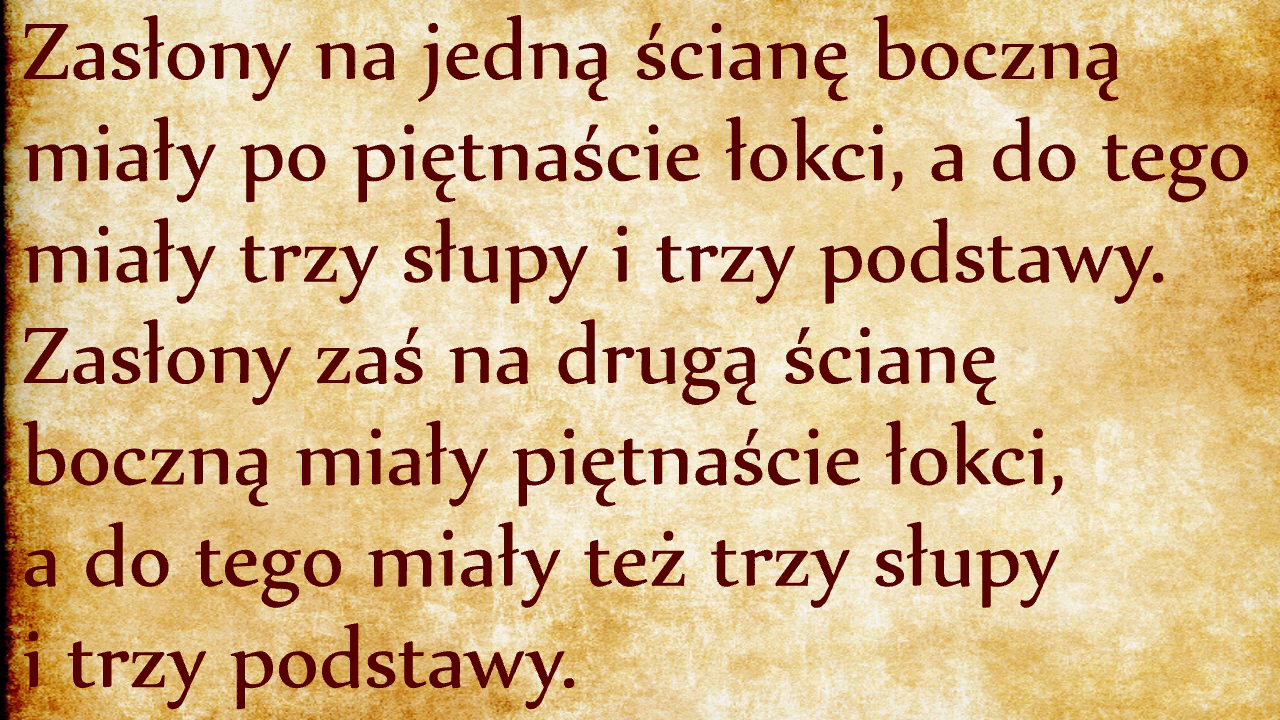 Zasłony na jedną ścianę boczną
miały po piętnaście łokci, a do tego
miały trzy słupy i trzy podstawy.
Zasłony zaś na drugą ścianę
boczną miały piętnaście łokci,
a do tego miały też trzy słupy
i trzy podstawy.